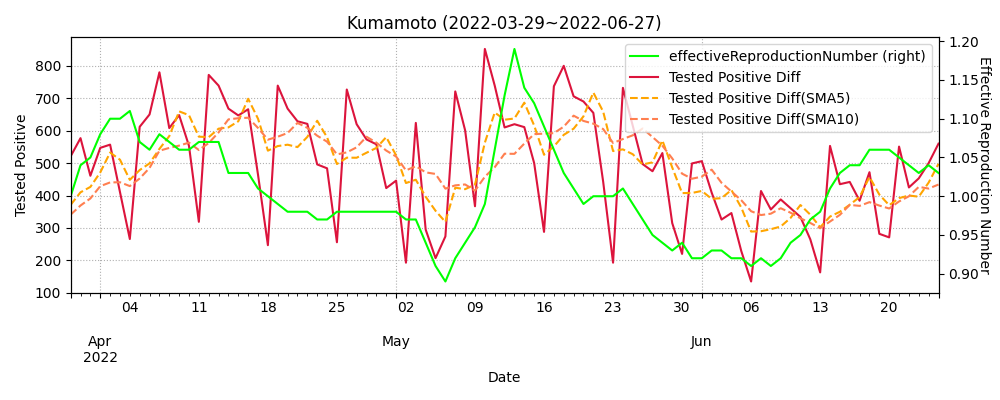 Kumamoto (2022-03-29~2022-06-27)
effectiveReproductionNumber (right)
Tested Positive Diff
Tested Positive Diff(SMA5)
Tested Positive Diff(SMA10)
Tested Positive
800
700
600
500
400
300
200
100
1.20
1.15
1.10
1.05
1.00
0.95
0.90
Effective Reproduction Number
04 11 18 25 02 09 16 23 30 06 13 20
Apr May Jun
2022
Date